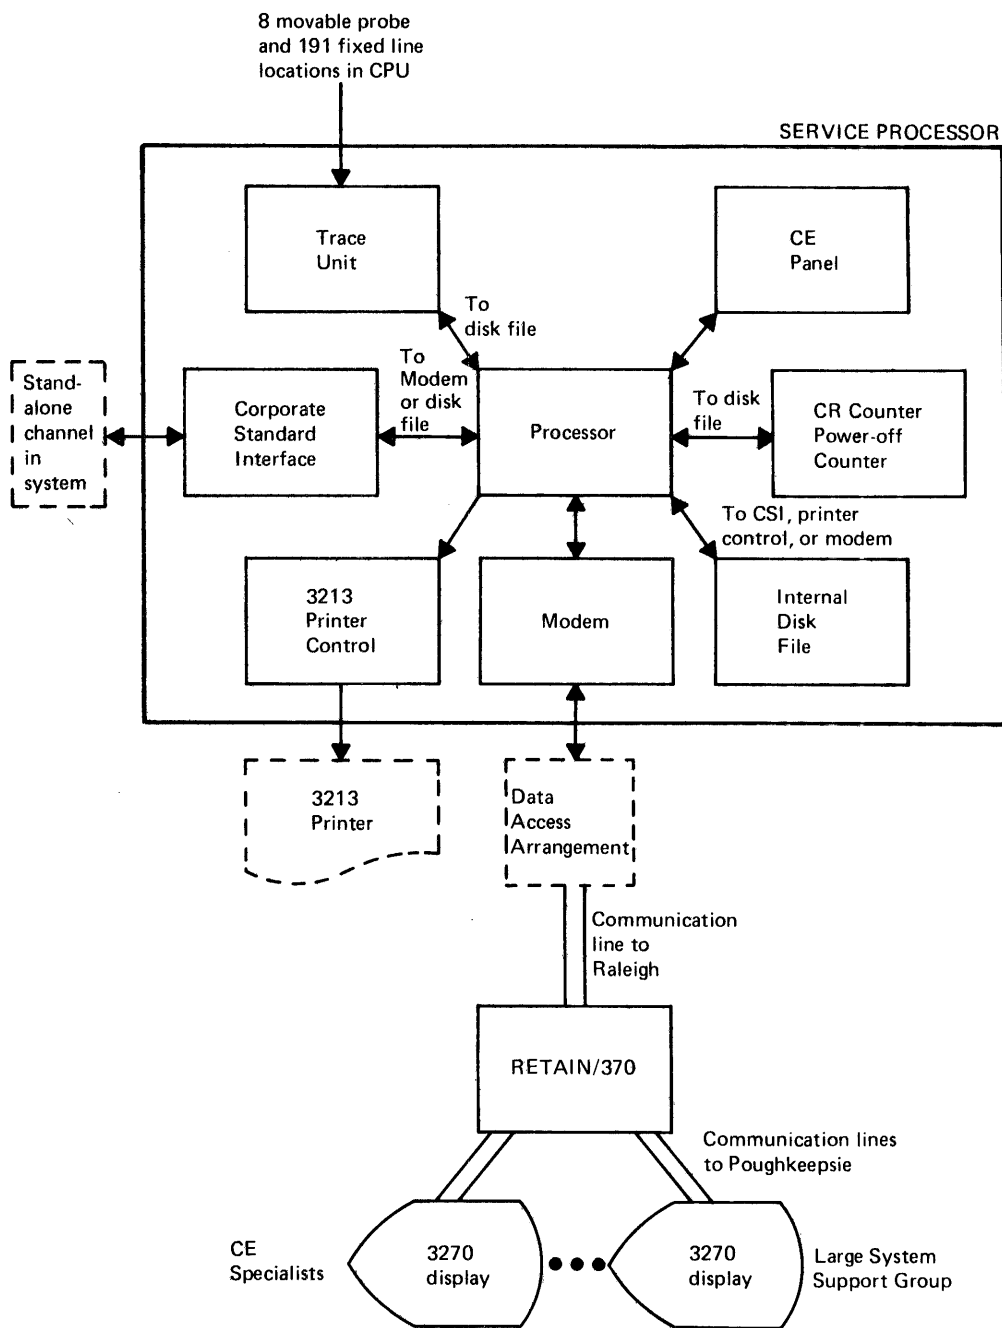 8 movable probe
and 191 fixed line
locations in CPU
SERVICE PROCESSOR
Trace
Unit
CE
Panel
To
disk file
Stand-
alone
channel
in
system
Corporate
Standard
Interface
To
Modem
or disk
file
Processor
To disk
file
CR Counter
Power-off
Counter
To CSI, printer
control, or modem
3213
Printer
Control
Modem
Internal
Disk
File
3213
Printer
Data
Access
Arrangement
Communication
line to
Raleigh
RETAIN/370
Communication lines
to Poughkeepsie
CE
Specialists
3270
display
3270
display
Large System
Support Group